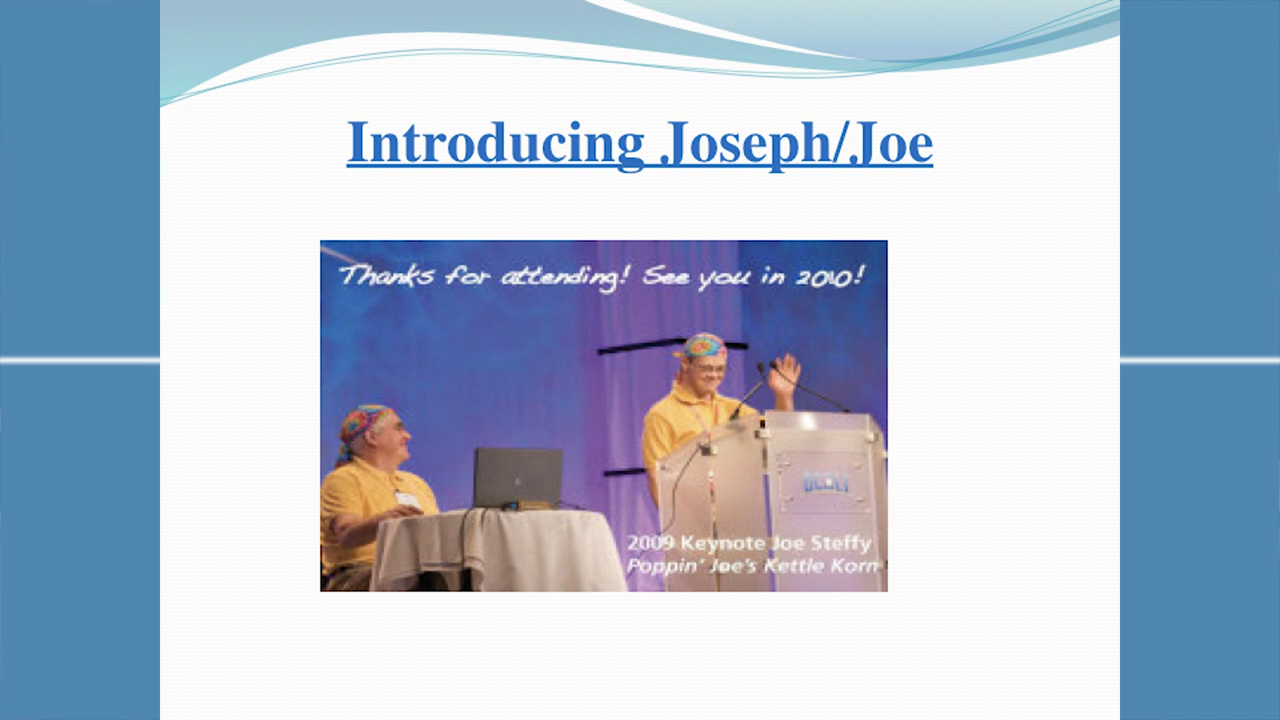 Introducing Joseph/Joe
Thanks for attending! See you in 2010!
2009 Keynote Joe Steffy
Poppin' Joe's Kettle Korn